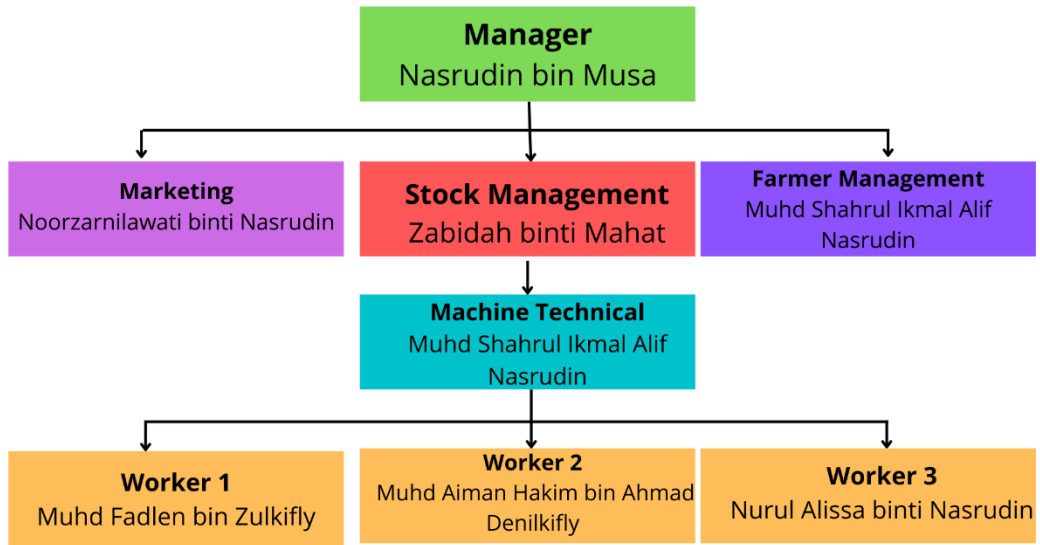 Manager
Nasrudin bin Musa
Marketing
Noorzarnilawati binti Nasrudin
Stock Management
Zabidah binti Mahat
Farmer Management
Muhd Shahrul Ikmal Alif
Nasrudin
Machine Technical
Muhd Shahrul Ikmal Alif
Nasrudin
Worker 1
Muhd Fadlen bin Zulkifly
Worker 2
Muhd Aiman Hakim bin Ahmad
Denilkifly
Worker 3
Nurul Alissa binti Nasrudin